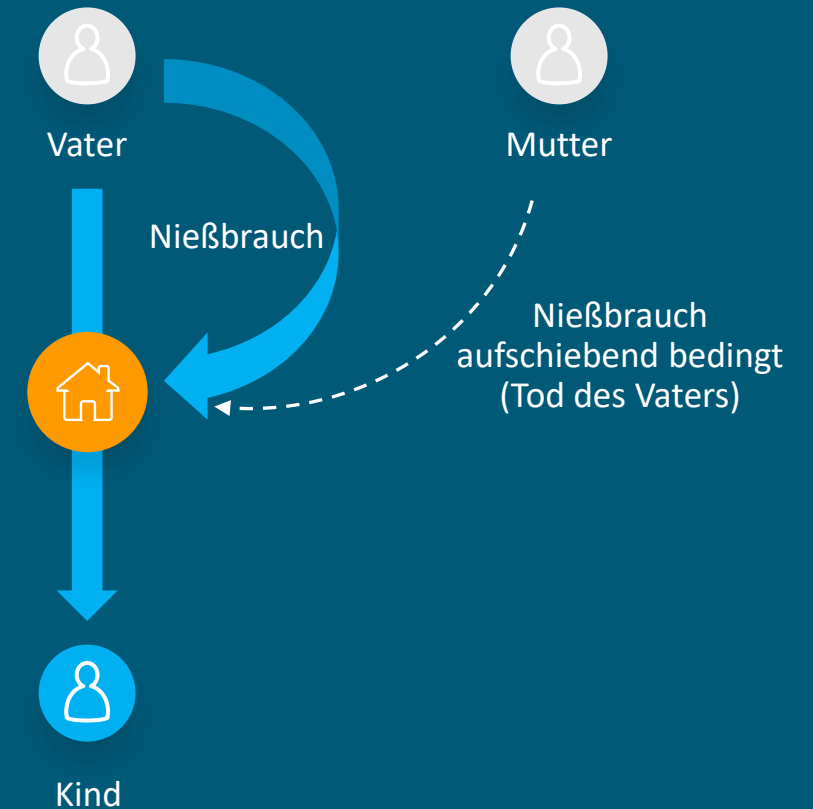 Vater
Mutter
Nießbrauch
Nießbrauch
aufschiebend bedingt
(Tod des Vaters)
Kind